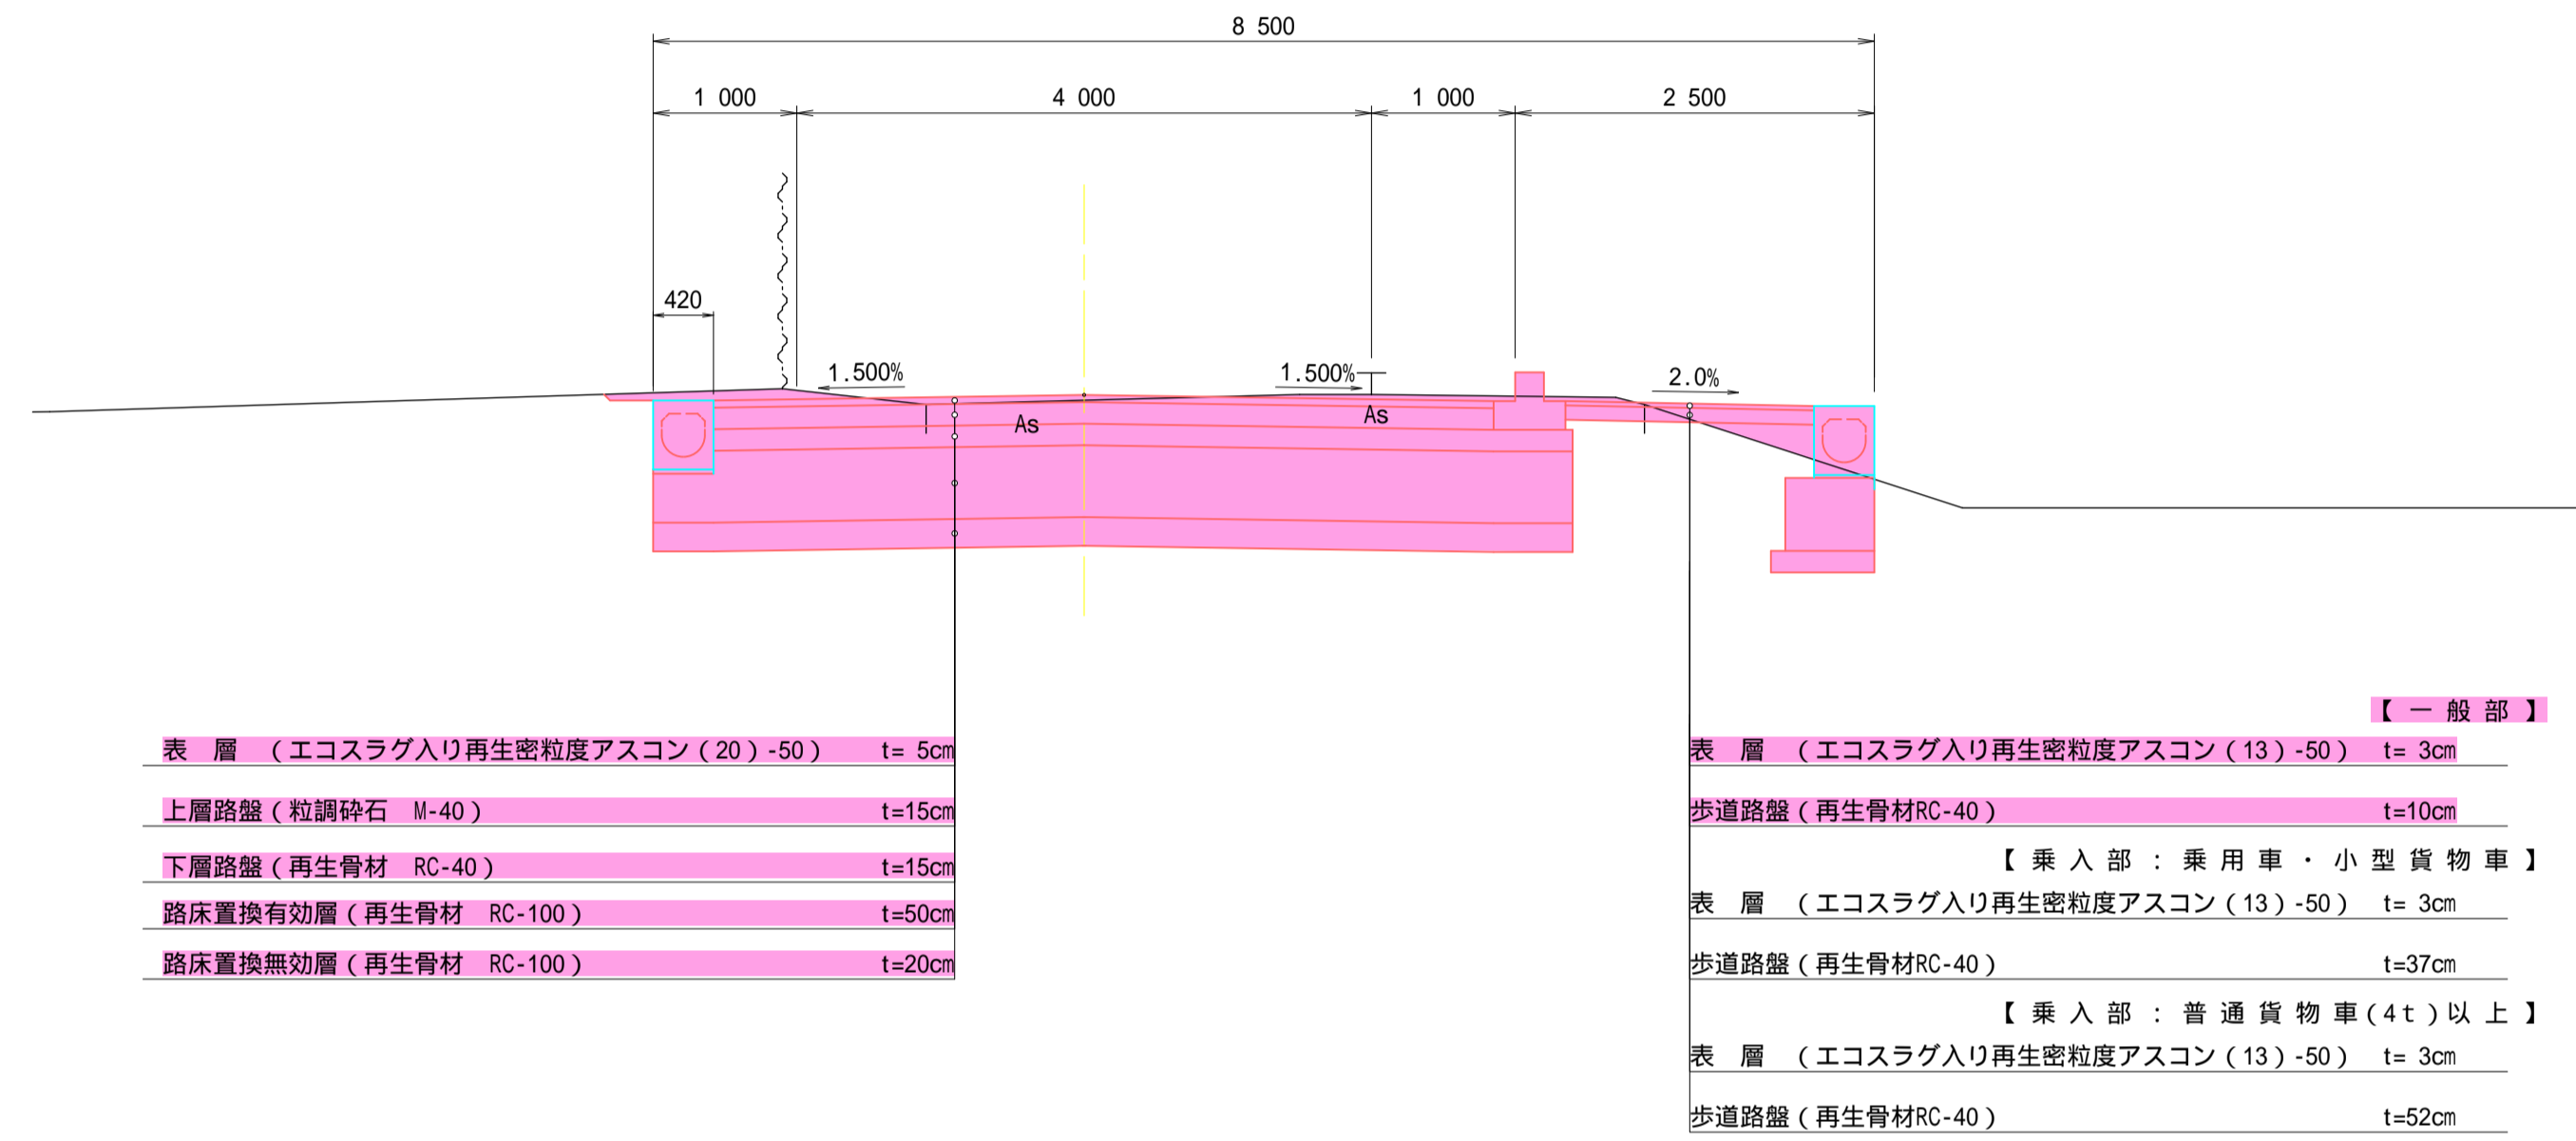 8 500
1 000
4 000
1 000
2 500
420
1.500%
1.500%
2.0%
As
As
表　層　（エコスラグ入り再生密粒度アスコン（20）-50）　t= 5cm
上層路盤（粒調砕石　M-40）　t=15cm
下層路盤（再生骨材　RC-40）　t=15cm
路床置換有効層（再生骨材　RC-100）　t=50cm
路床置換無効層（再生骨材　RC-100）　t=20cm
【 一 般 部 】
表　層　（エコスラグ入り再生密粒度アスコン（13）-50）　t= 3cm
歩道路盤（再生骨材RC-40）　t=10cm
【 乗 入 部 ： 乗 用 車 ・ 小 型 貨 物 車 】
表　層　（エコスラグ入り再生密粒度アスコン（13）-50）　t= 3cm
歩道路盤（再生骨材RC-40）　t=37cm
【 乗 入 部 ： 普 通 貨 物 車(4t)以 上 】
表　層　（エコスラグ入り再生密粒度アスコン（13）-50）　t= 3cm
歩道路盤（再生骨材RC-40）　t=52cm